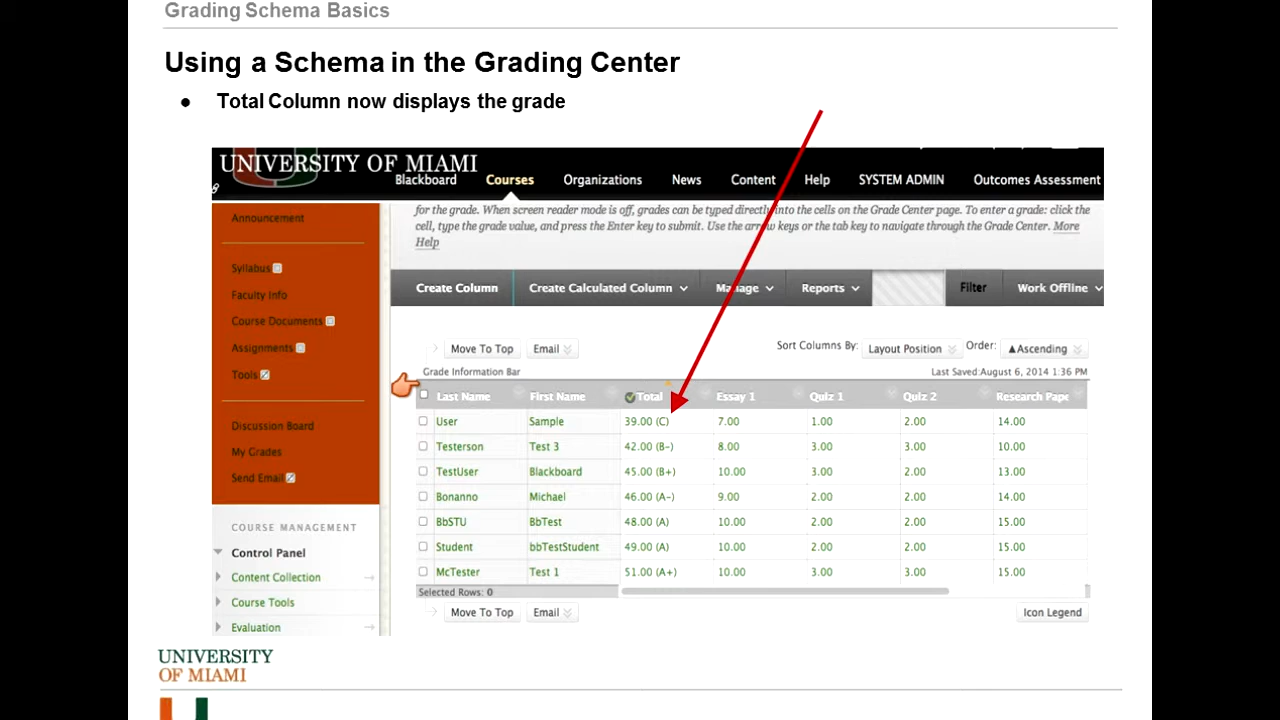 Grading Schema Basics
Using a Schema in the Grading Center
● Total Column now displays the grade
UNIVERSITY OF MIAMI
Blackboard Courses Organizations News Content Help SYSTEM ADMIN Outcomes Assessment
for the grade. When screen reader mode is off, grades can be typed directly into the cells on the Grade Center page. To enter a grade: click the
cell, type the grade value, and press the Enter key to submit. Use the arrow keys or the tab key to navigate through the Grade Center. More
Help
Announcement
Syllabus
Faculty Info
Course Documents
Assignments
Tools
Discussion Board
My Grades
Send Email
COURSE MANAGEMENT
Control Panel
Content Collection
Course Tools
Evaluation
Create Column Create Calculated Column Manage Reports Filter Work Offline
Move To Top Email Sort Columns By: Layout Position Order: ▲Ascending
Grade Information Bar Last Saved:August 6, 2014 1:36 PM
Last Name First Name Total Essay 1 Quiz 1 Quiz 2 Research Pape
User Sample 39.00 (C) 7.00 1.00 2.00 14.00
Testerson Test 3 42.00 (B-) 8.00 3.00 3.00 14.00
TestUser Blackboard 45.00 (B+) 10.00 3.00 2.00 13.00
Bonanno Michael 46.00 (A-) 9.00 2.00 2.00 14.00
BbSTU BbTest 48.00 (A) 10.00 2.00 2.00 15.00
Student bbTestStudent 49.00 (A) 10.00 2.00 2.00 15.00
McTester Test 1 51.00 (A+) 10.00 3.00 3.00 15.00
Selected Rows: 0
Move To Top Email Icon Legend
UNIVERSITY
OF MIAMI